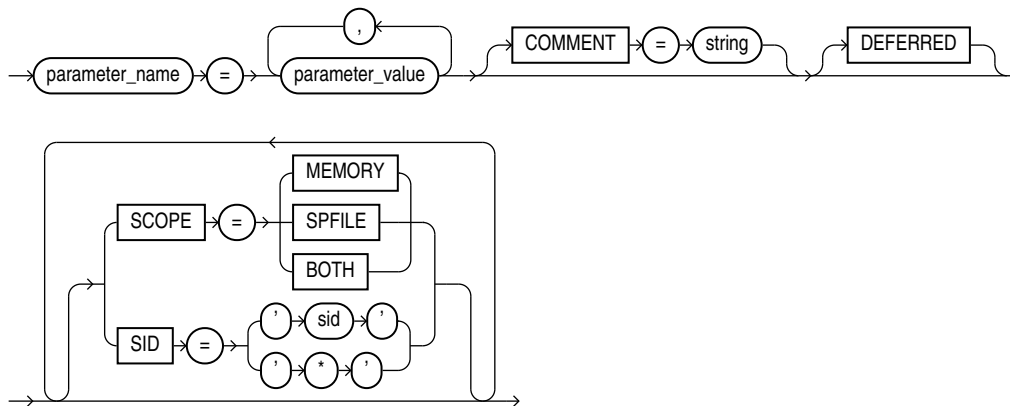 ,
parameter_name = parameter_value COMMENT = string DEFERRED
MEMORY
SCOPE = SPFILE
BOTH
SID = ’ sid ’
’ * ’